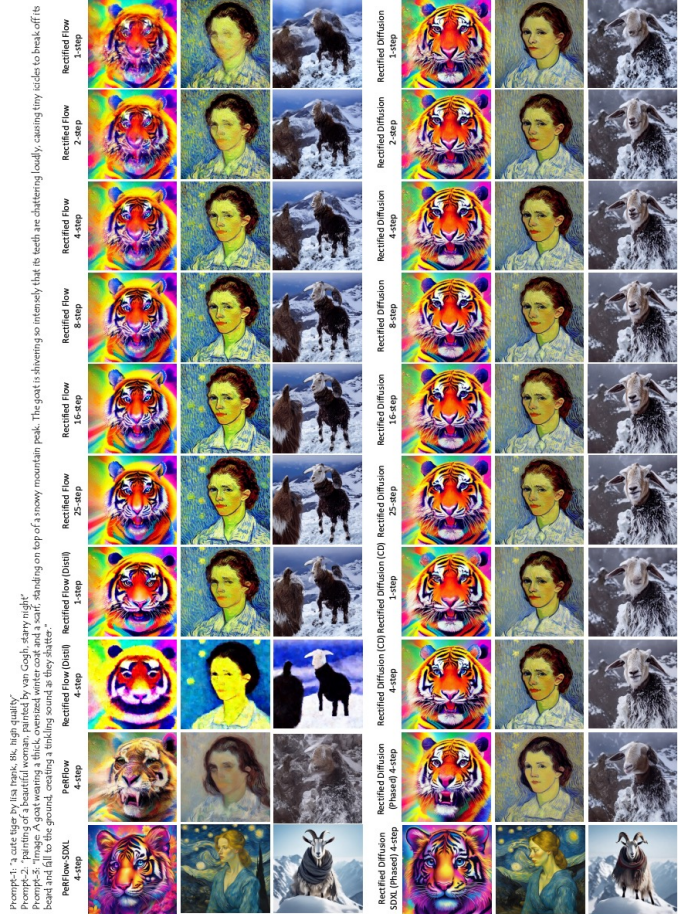 Prompt-1: "a cute tiger by lisa frank, 8k, high quality"
Prompt-2: "painting of a beautiful woman, painted by van Gogh, starry night"
Prompt-3: "Image: A goat wearing a thick, oversized winter coat and a scarf, standing on top of a snowy mountain peak. The goat is shivering so intensely that its teeth are chattering loudly, causing tiny icicles to break off its
beard and fall to the ground, creating a tinkling sound as they shatter."
PeRFlow-SDXL
4-step
PeRFlow
4-step
Rectified Flow (Distil)
4-step
Rectified Flow (Distil)
1-step
Rectified Flow
25-step
Rectified Flow
16-step
Rectified Flow
8-step
Rectified Flow
4-step
Rectified Flow
2-step
Rectified Flow
1-step
Rectified Diffusion
SDXL (Phased) 4-step
Rectified Diffusion
(Phased) 4-step
Rectified Diffusion (CD)
4-step
Rectified Diffusion (CD)
1-step
Rectified Diffusion
25-step
Rectified Diffusion
16-step
Rectified Diffusion
8-step
Rectified Diffusion
4-step
Rectified Diffusion
2-step
Rectified Diffusion
1-step